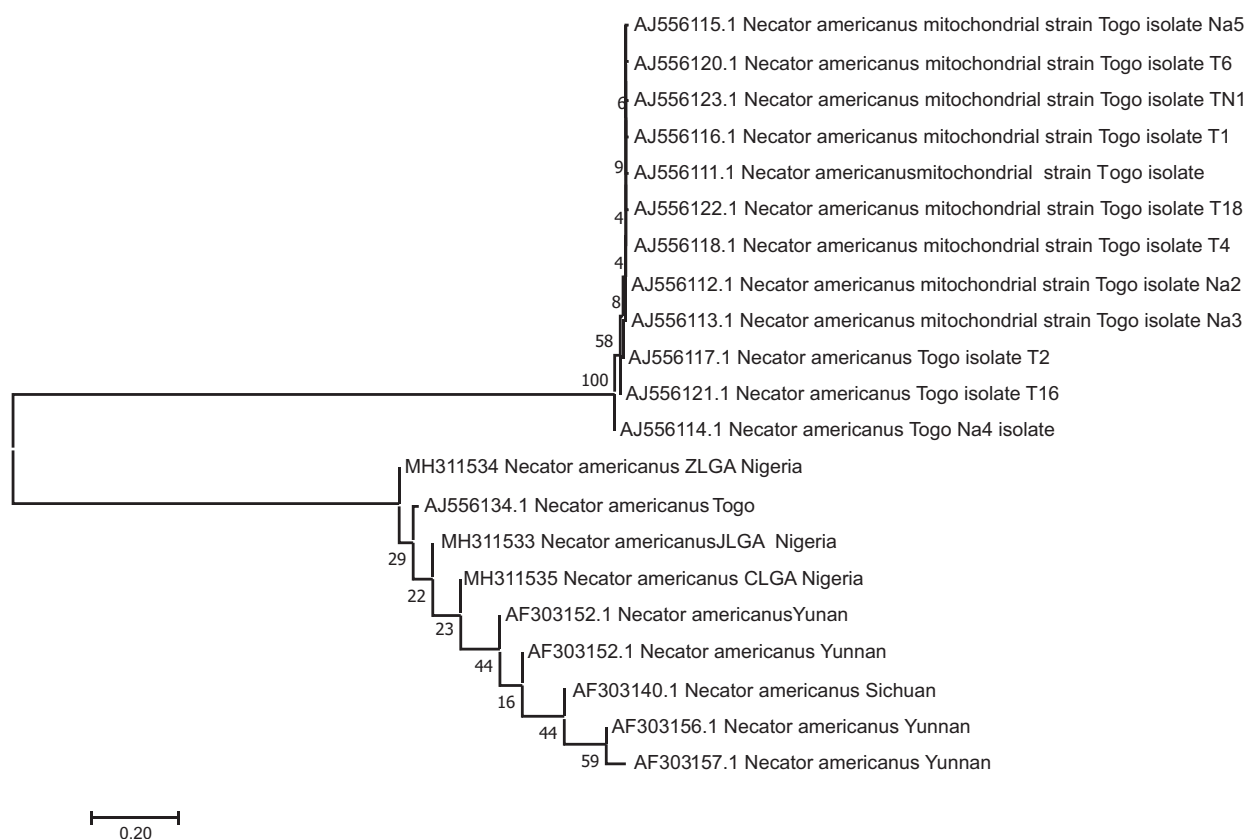 AJ556115.1 Necator americanus mitochondrial strain Togo isolate Na5
AJ556120.1 Necator americanus mitochondrial strain Togo isolate T6
6
AJ556123.1 Necator americanus mitochondrial strain Togo isolate TN1
AJ556116.1 Necator americanus mitochondrial strain Togo isolate T1
9
AJ556111.1 Necator americanusmitochondrial strain Togo isolate
4
AJ556122.1 Necator americanus mitochondrial strain Togo isolate T18
AJ556118.1 Necator americanus mitochondrial strain Togo isolate T4
4
AJ556112.1 Necator americanus mitochondrial strain Togo isolate Na2
8
AJ556113.1 Necator americanus mitochondrial strain Togo isolate Na3
58
AJ556117.1 Necator americanus Togo isolate T2
100
AJ556121.1 Necator americanus Togo isolate T16
AJ556114.1 Necator americanus Togo Na4 isolate
MH311534 Necator americanus ZLGA Nigeria
AJ556134.1 Necator americanus Togo
MH311533 Necator americanusJLGA Nigeria
29
MH311535 Necator americanus CLGA Nigeria
22
AF303152.1 Necator americanusYunan
23
AF303152.1 Necator americanus Yunnan
44
AF303140.1 Necator americanus Sichuan
16
AF303156.1 Necator americanus Yunnan
44
59
AF303157.1 Necator americanus Yunnan
0.20